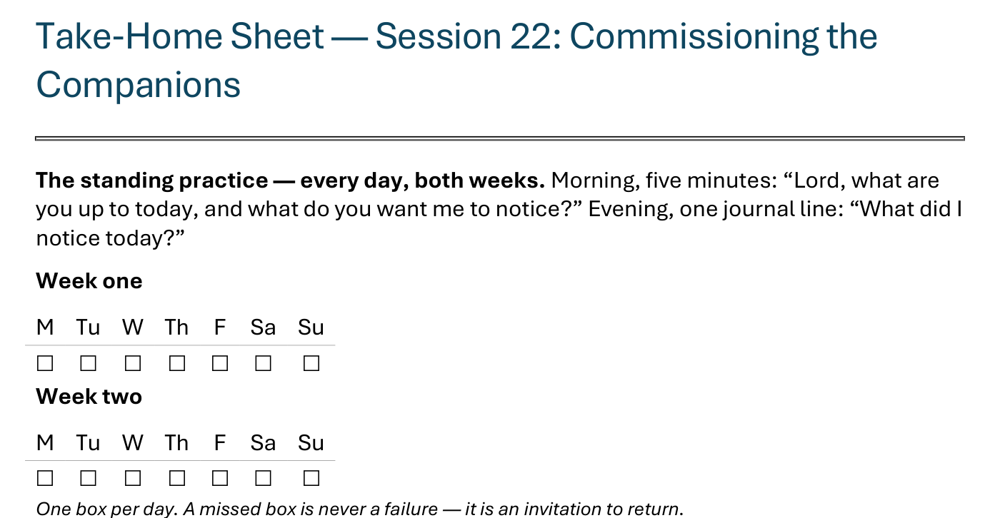 Take-Home Sheet — Session 22: Commissioning the
Companions
The standing practice — every day, both weeks. Morning, five minutes: “Lord, what are
you up to today, and what do you want me to notice?” Evening, one journal line: “What did I
notice today?”
Week one
M Tu W Th F Sa Su
☐ ☐ ☐ ☐ ☐ ☐ ☐
Week two
M Tu W Th F Sa Su
☐ ☐ ☐ ☐ ☐ ☐ ☐
One box per day. A missed box is never a failure — it is an invitation to return.